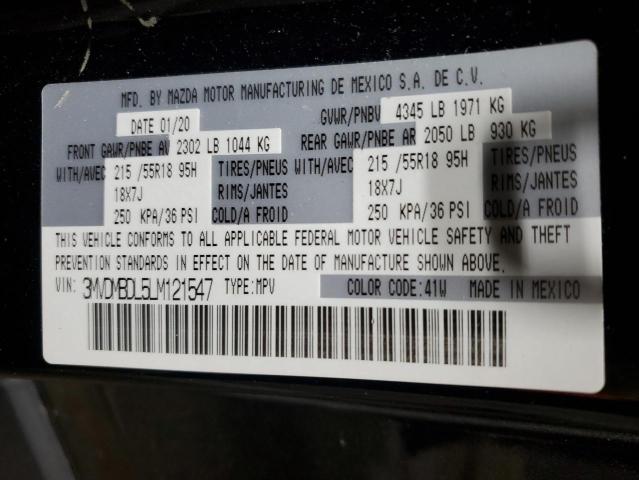 MFD. BY MAZDA MOTOR MANUFACTURING DE MEXICO S.A. DE C.V.
DATE 01/20 GVWR/PNBV 4345 LB 1971 KG
FRONT GAWR/PNBE AV 2302 LB 1044 KG REAR GAWR/PNBE AR 2050 LB 930 KG
WITH/AVEC 215 /55R18 95H TIRES/PNEUS WITH/AVEC 215 /55R18 95H TIRES/PNEUS
18X7J RIMS/JANTES 18X7J RIMS/JANTES
250 KPA/36 PSI COLD/A FROID 250 KPA/36 PSI COLD/A FROID
THIS VEHICLE CONFORMS TO ALL APPLICABLE FEDERAL MOTOR VEHICLE SAFETY AND THEFT
PREVENTION STANDARDS IN EFFECT ON THE DATE OF MANUFACTURE SHOWN ABOVE.
VIN: 3MVDMBDL5LM121547 TYPE:MPV COLOR CODE:41W MADE IN MEXICO